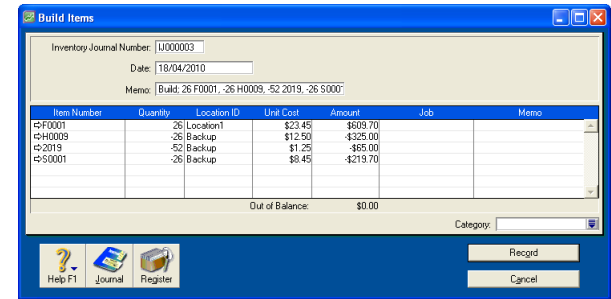 Build Items
Inventory Journal Number: IJ000003
Date: 18/04/2010
Memo: Build; 26 F0001, -26 H0009, -52 2019, -26 S000
Item Number Quantity Location ID Unit Cost Amount Job Memo
F0001 26 Location1 $23.45 $609.70
H0009 -26 Backup $12.50 -$325.00
2019 -52 Backup $1.25 -$65.00
S0001 -26 Backup $8.45 -$219.70
Out of Balance: $0.00
Category:
Help F1 Journal Register Record
Cancel